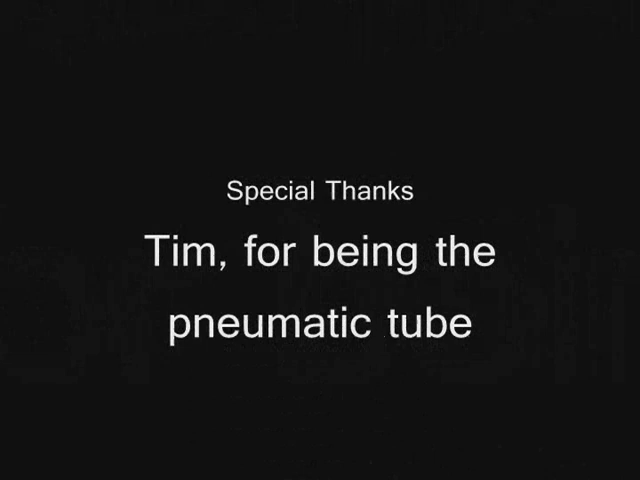 Special Thanks
Tim, for being the
pneumatic tube